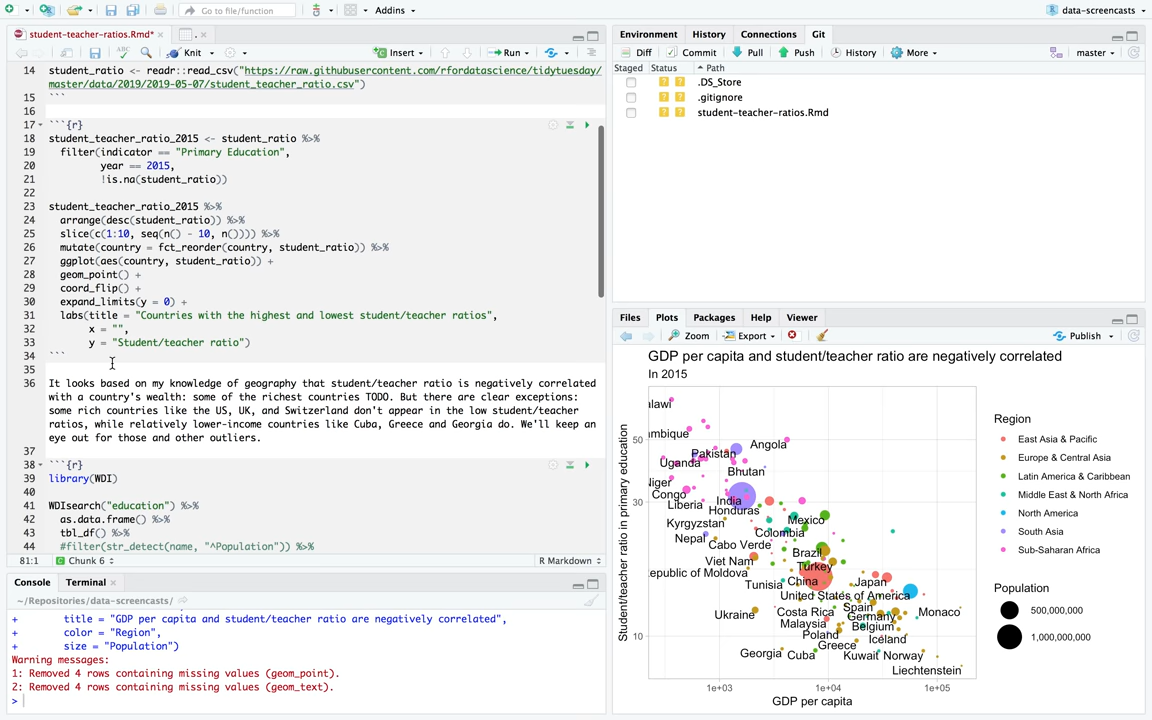 Go to file/function
Addins
data-screencasts
student-teacher-ratios.Rmd*
Knit
Insert
Run
14 student_ratio <- readr::read_csv("https://raw.githubusercontent.com/rfordatascience/tidytuesday/
master/data/2019/2019-05-07/student_teacher_ratio.csv")
15 ```
16
17 ```{r}
18 student_teacher_ratio_2015 <- student_ratio %>%
19 filter(indicator == "Primary Education",
20 year == 2015,
21 !is.na(student_ratio))
22
23 student_teacher_ratio_2015 %>%
24 arrange(desc(student_ratio)) %>%
25 slice(c(1:10, seq(n() - 10, n()))) %>%
26 mutate(country = fct_reorder(country, student_ratio)) %>%
27 ggplot(aes(country, student_ratio)) +
28 geom_point() +
29 coord_flip() +
30 expand_limits(y = 0) +
31 labs(title = "Countries with the highest and lowest student/teacher ratios",
32 x = "",
33 y = "Student/teacher ratio")
34 ```
35
36 It looks based on my knowledge of geography that student/teacher ratio is negatively correlated
with a country's wealth: some of the richest countries TODO. But there are clear exceptions:
some rich countries like the US, UK, and Switzerland don't appear in the low student/teacher
ratios, while relatively lower-income countries like Cuba, Greece and Georgia do. We'll keep an
eye out for those and other outliers.
37
38 ```{r}
39 library(WDI)
40
41 WDIsearch("education") %>%
42 as.data.frame() %>%
43 tbl_df() %>%
44 #filter(str_detect(name, "^Population")) %>%
81:1 Chunk 6 R Markdown
Console Terminal
~/Repositories/data-screencasts/
+ title = "GDP per capita and student/teacher ratio are negatively correlated",
+ color = "Region",
+ size = "Population")
Warning messages:
1: Removed 4 rows containing missing values (geom_point).
2: Removed 4 rows containing missing values (geom_text).
>
Environment History Connections Git
Diff Commit Pull Push History More master
Staged Status Path
.DS_Store
.gitignore
student-teacher-ratios.Rmd
Files Plots Packages Help Viewer
Zoom Export Publish
GDP per capita and student/teacher ratio are negatively correlated
In 2015
Student/teacher ratio in primary education
50
30
10
lawi
mbique
Angola
Pakistan
Uganda
Bhutan
Niger
Congo
India
Liberia
Honduras
Kyrgyzstan
Mexico
Nepal
Colombia
Cabo Verde
Viet Nam
Brazil
Republic of Moldova
Turkey
Tunisia
China
Japan
United States of America
Ukraine
Costa Rica
Spain
Monaco
Malaysia
Germany
Poland
Belgium
Greece
Iceland
Georgia
Cuba
Kuwait
Norway
Liechtenstein
1e+03 1e+04 1e+05
GDP per capita
Region
East Asia & Pacific
Europe & Central Asia
Latin America & Caribbean
Middle East & North Africa
North America
South Asia
Sub-Saharan Africa
Population
500,000,000
1,000,000,000